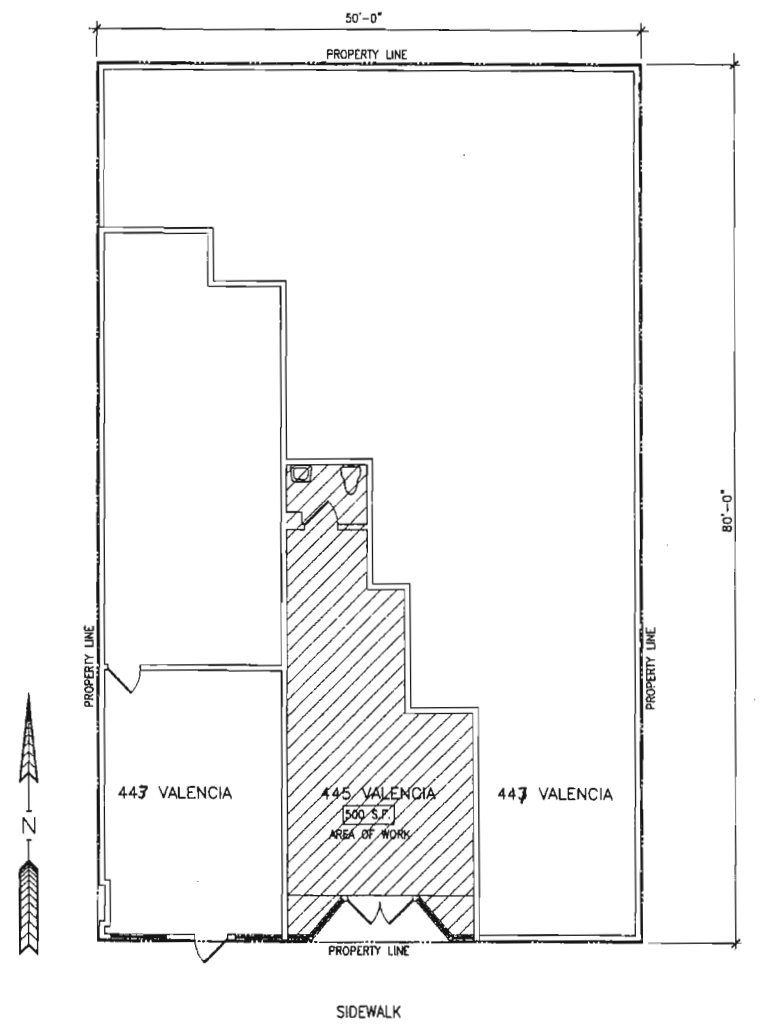 50'-0"
PROPERTY LINE
80'-0"
PROPERTY LINE
PROPERTY LINE
443 VALENCIA
445 VALENCIA
500 S.F.
AREA OF WORK
447 VALENCIA
N
PROPERTY LINE
SIDEWALK